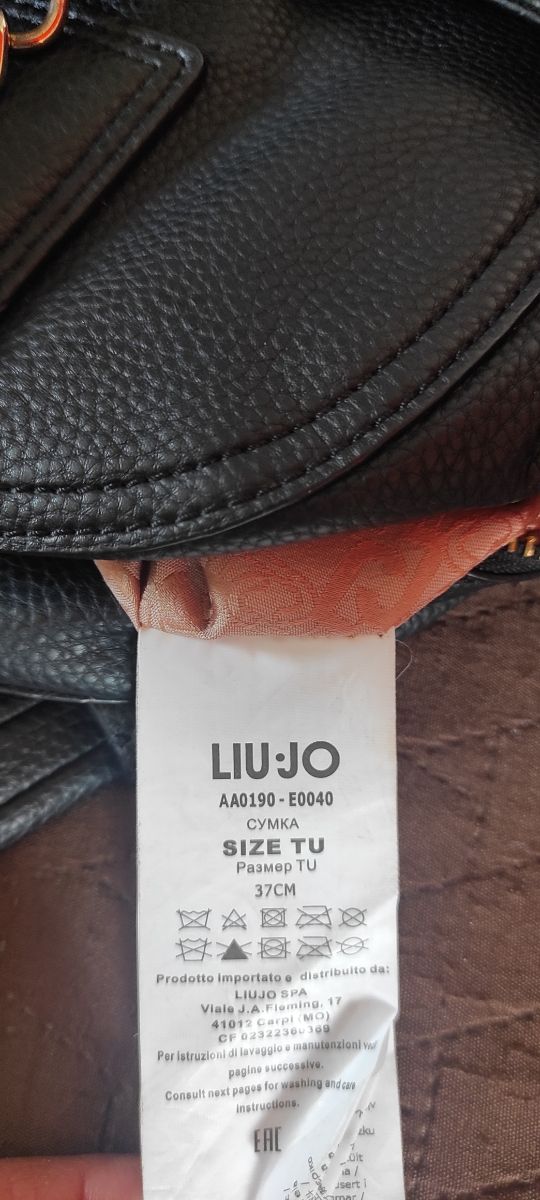 LIU·JO
AA0190 - E0040
СУМКА
SIZE TU
Размер TU
37CM
Prodotto importato e distribuito da:
LIUJO SPA
Viale J.A.Fleming, 17
41012 Carpi (MO)
CF 02322360369
Per istruzioni di lavaggio e manutenzioni
pagine successive.
Consult next pages for washing and care
instructions.
EAC